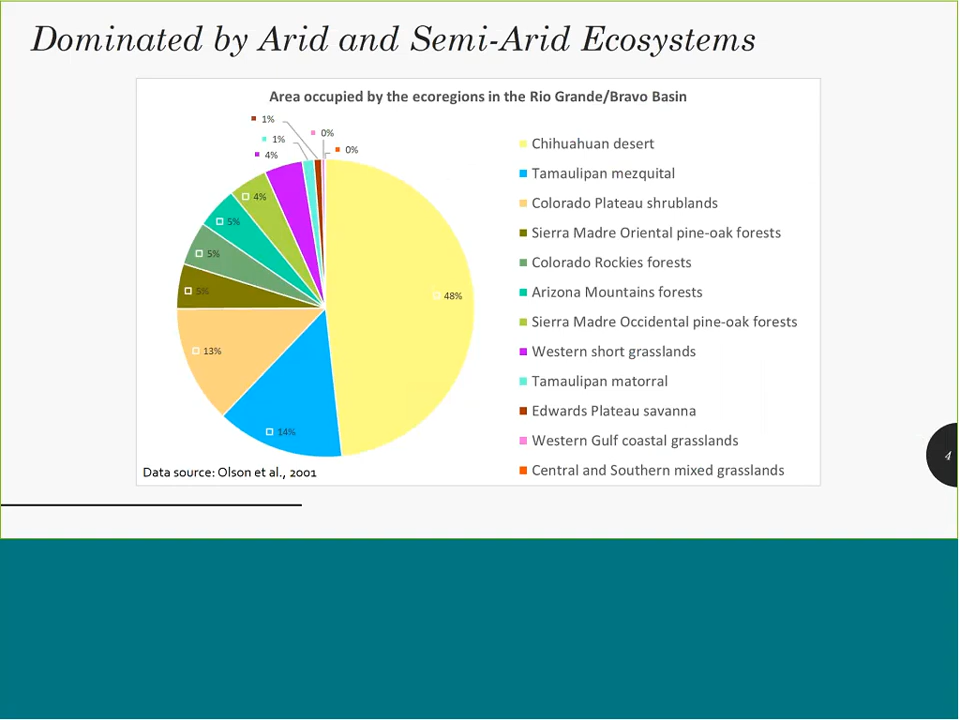 Dominated by Arid and Semi-Arid Ecosystems
Area occupied by the ecoregions in the Rio Grande/Bravo Basin
1%
0%
1%
0%
4%
4%
5%
5%
5%
13%
14%
48%
Chihuahuan desert
Tamaulipan mezquital
Colorado Plateau shrublands
Sierra Madre Oriental pine-oak forests
Colorado Rockies forests
Arizona Mountains forests
Sierra Madre Occidental pine-oak forests
Western short grasslands
Tamaulipan matorral
Edwards Plateau savanna
Western Gulf coastal grasslands
Central and Southern mixed grasslands
Data source: Olson et al., 2001
4